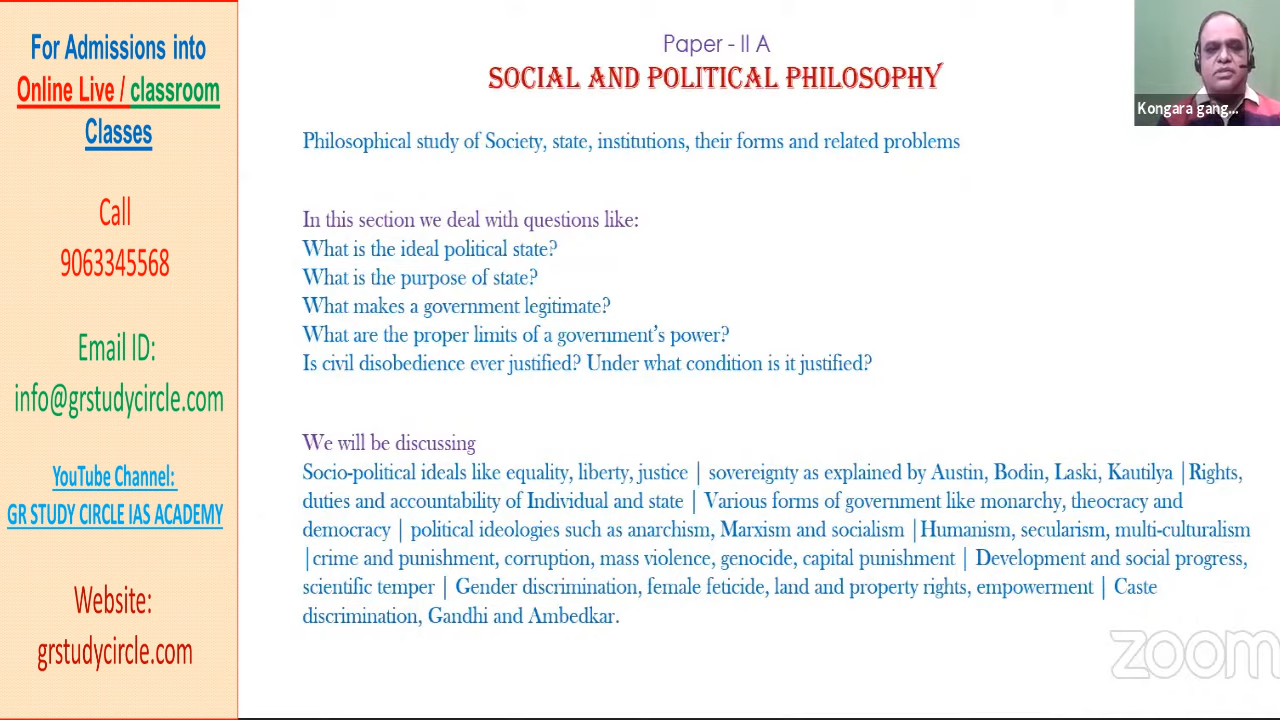 For Admissions into
Online Live / classroom
Classes
Call
9063345568
Email ID:
info@grstudycircle.com
YouTube Channel:
GR STUDY CIRCLE IAS ACADEMY
Website:
grstudycircle.com
Paper - II A
SOCIAL AND POLITICAL PHILOSOPHY
Philosophical study of Society, state, institutions, their forms and related problems
In this section we deal with questions like:
What is the ideal political state?
What is the purpose of state?
What makes a government legitimate?
What are the proper limits of a government's power?
Is civil disobedience ever justified? Under what condition is it justified?
We will be discussing
Socio-political ideals like equality, liberty, justice | sovereignty as explained by Austin, Bodin, Laski, Kautilya |Rights,
duties and accountability of Individual and state | Various forms of government like monarchy, theocracy and
democracy | political ideologies such as anarchism, Marxism and socialism |Humanism, secularism, multi-culturalism
|crime and punishment, corruption, mass violence, genocide, capital punishment | Development and social progress,
scientific temper | Gender discrimination, female feticide, land and property rights, empowerment | Caste
discrimination, Gandhi and Ambedkar.
Kongara gang...
zoom